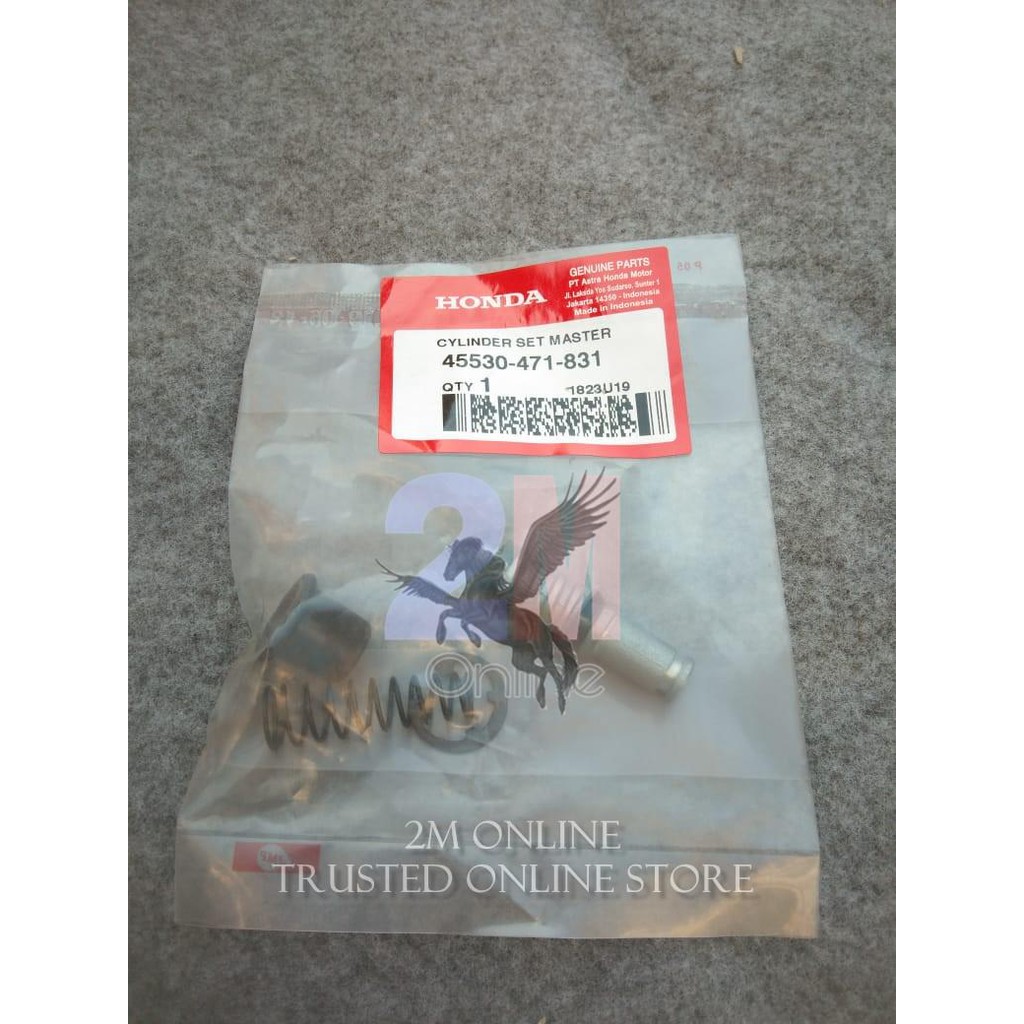 GENUINE PARTS
PT Astra Honda Motor
Jl. Laksda Yos Sudarso, Sunter 1
Jakarta 14350 - Indonesia
Made in Indonesia
HONDA
CYLINDER SET MASTER
45530-471-831
QTY 1 1823U19
2M
Online
2M ONLINE
TRUSTED ONLINE STORE